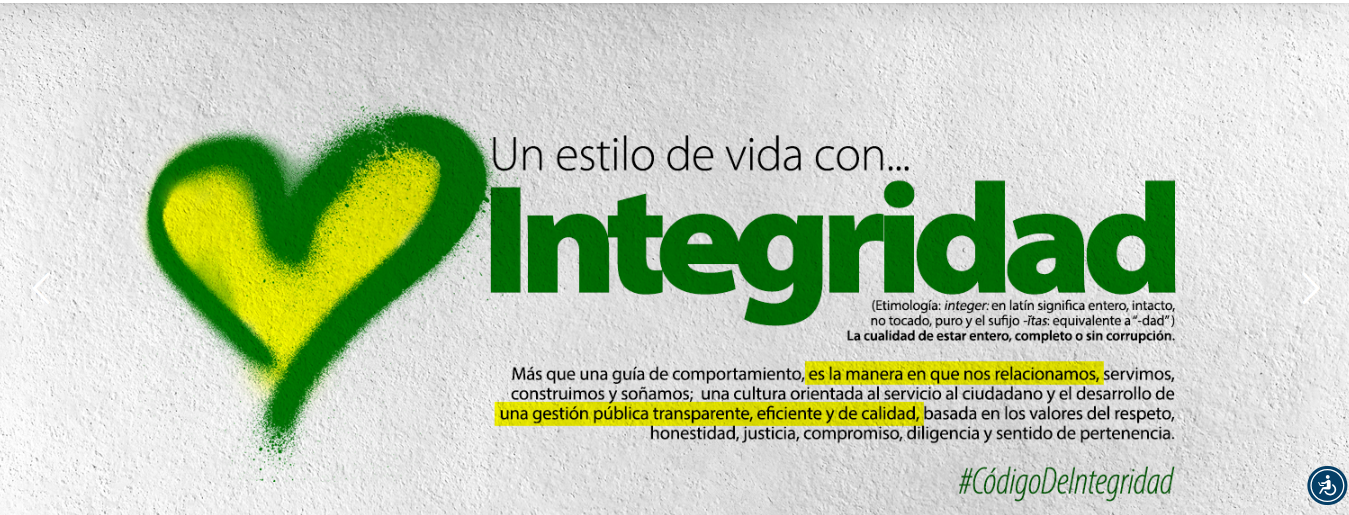 Un estilo de vida con...
Integridad
(Etimología: integer: en latín significa entero, intacto,
no tocado, puro y el sufijo -ĭtas: equivalente a “-dad”)
La cualidad de estar entero, completo o sin corrupción.
Más que una guía de comportamiento, es la manera en que nos relacionamos, servimos,
construimos y soñamos; una cultura orientada al servicio al ciudadano y el desarrollo de
una gestión pública transparente, eficiente y de calidad, basada en los valores del respeto,
honestidad, justicia, compromiso, diligencia y sentido de pertenencia.
#CódigoDeIntegridad